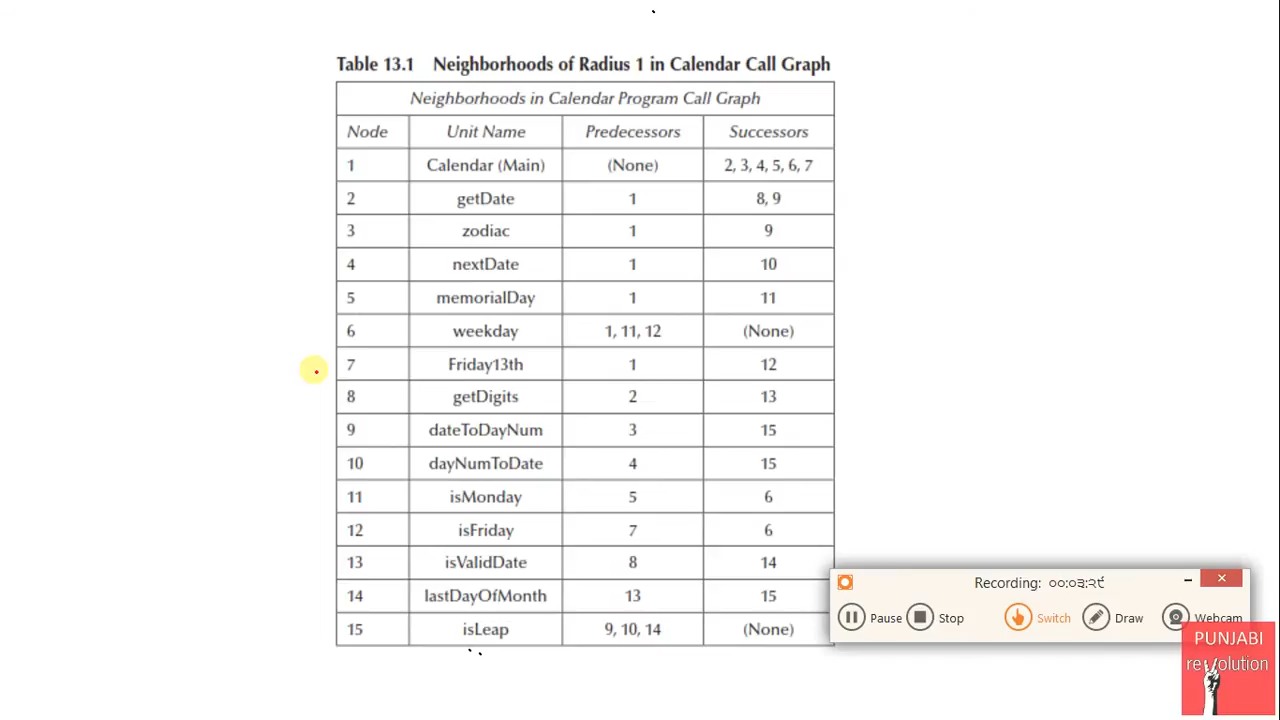 Table 13.1 Neighborhoods of Radius 1 in Calendar Call Graph
Neighborhoods in Calendar Program Call Graph
Node Unit Name Predecessors Successors
1 Calendar (Main) (None) 2, 3, 4, 5, 6, 7
2 getDate 1 8, 9
3 zodiac 1 9
4 nextDate 1 10
5 memorialDay 1 11
6 weekday 1, 11, 12 (None)
7 Friday13th 1 12
8 getDigits 2 13
9 dateToDayNum 3 15
10 dayNumToDate 4 15
11 isMonday 5 6
12 isFriday 7 6
13 isValidDate 8 14
14 lastDayOfMonth 13 15
15 isLeap 9, 10, 14 (None)
Recording: ০০:০৩:২৫
Pause Stop Switch Draw Webcam
PUNJABI
revolution